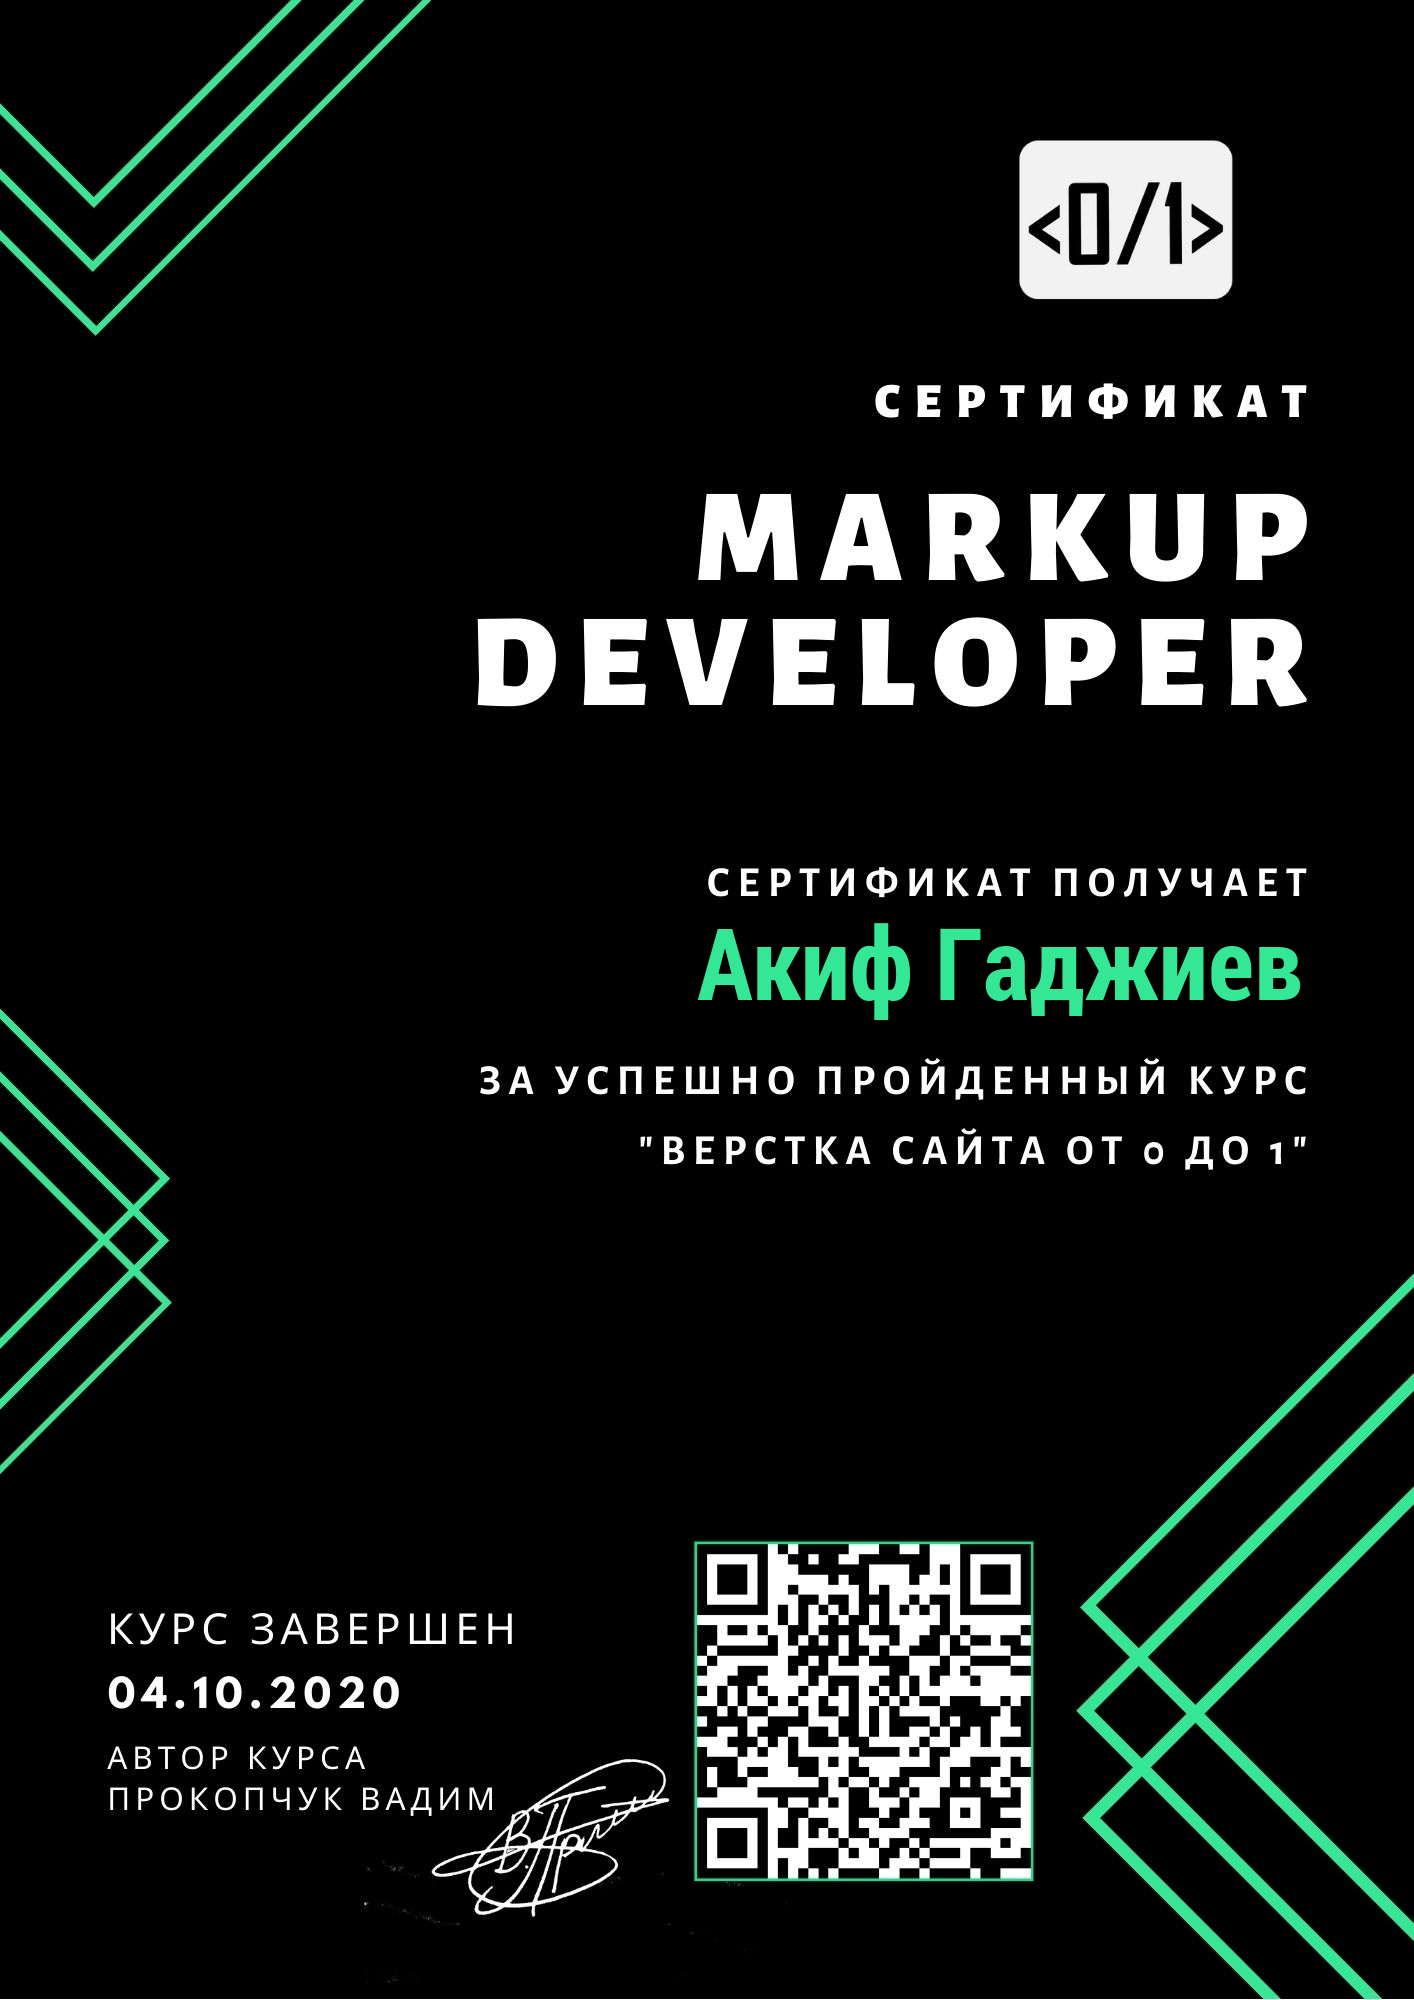 <0/1>
СЕРТИФИКАТ
MARKUP
DEVELOPER
СЕРТИФИКАТ ПОЛУЧАЕТ
Акиф Гаджиев
ЗА УСПЕШНО ПРОЙДЕННЫЙ КУРС
"ВЕРСТКА САЙТА ОТ 0 ДО 1"
КУРС ЗАВЕРШЕН
04.10.2020
АВТОР КУРСА
ПРОКОПЧУК ВАДИМ